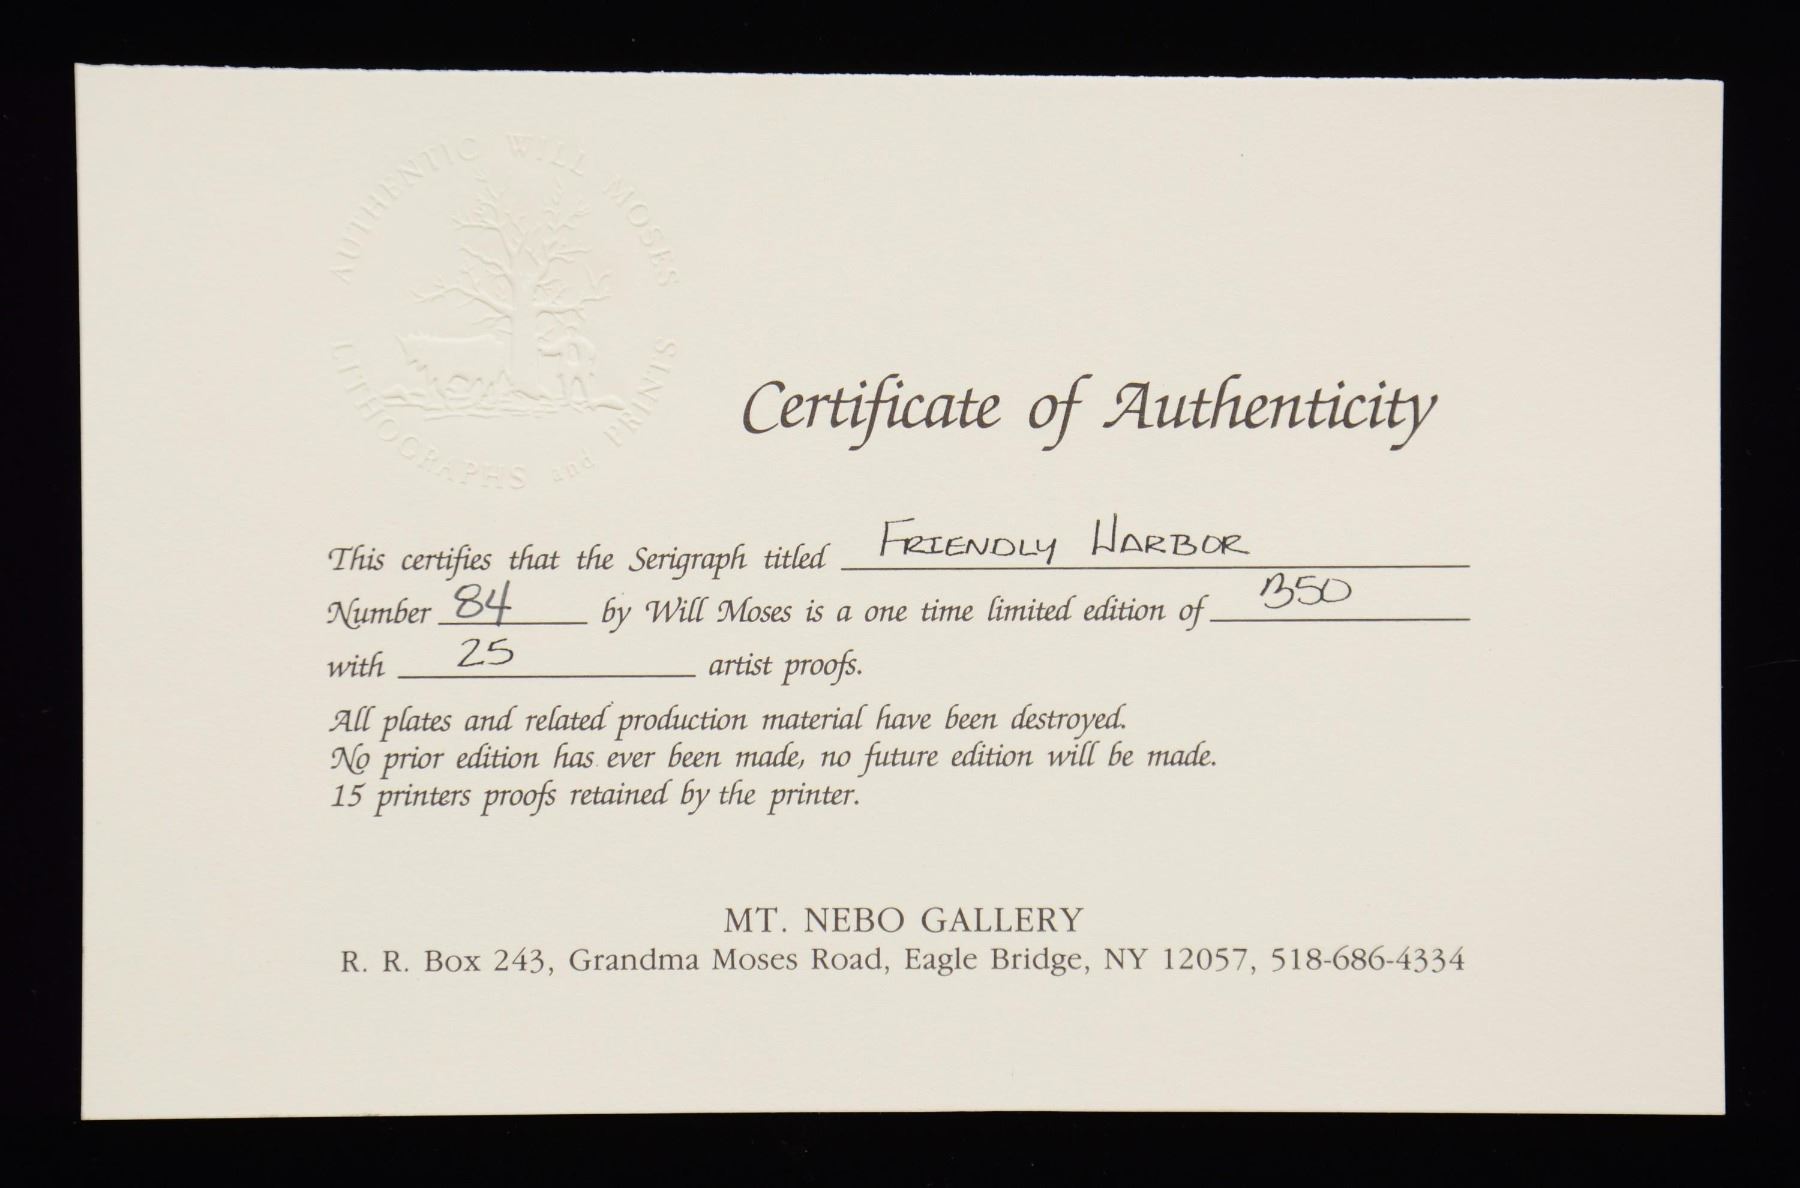 AUTHENTIC WILL MOSES
LITHOGRAPHS and PRINTS
Certificate of Authenticity
This certifies that the Serigraph titled FRIENDLY HARBOR
Number 84 by Will Moses is a one time limited edition of 350
with 25 artist proofs.
All plates and related production material have been destroyed.
No prior edition has ever been made, no future edition will be made.
15 printers proofs retained by the printer.
MT. NEBO GALLERY
R. R. Box 243, Grandma Moses Road, Eagle Bridge, NY 12057, 518-686-4334